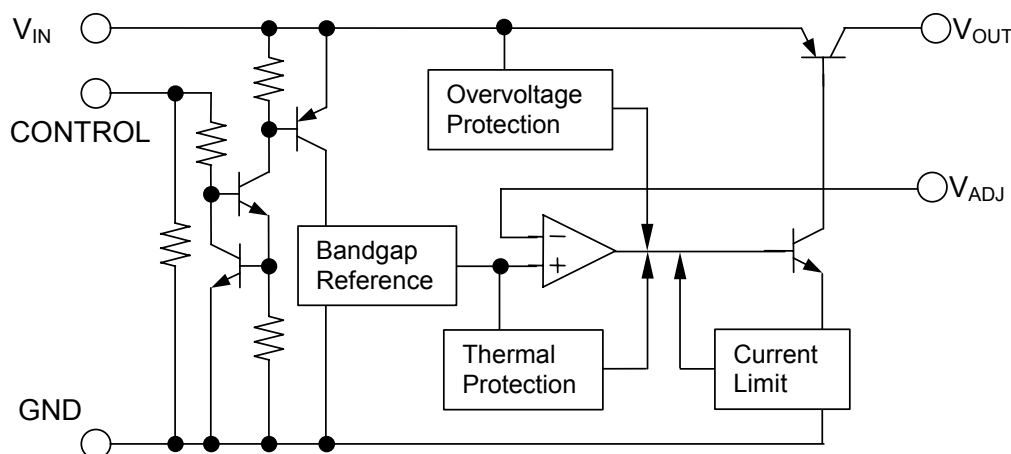 VIN
VOUT
CONTROL
Overvoltage
Protection
VADJ
Bandgap
Reference
−
+
Thermal
Protection
Current
Limit
GND